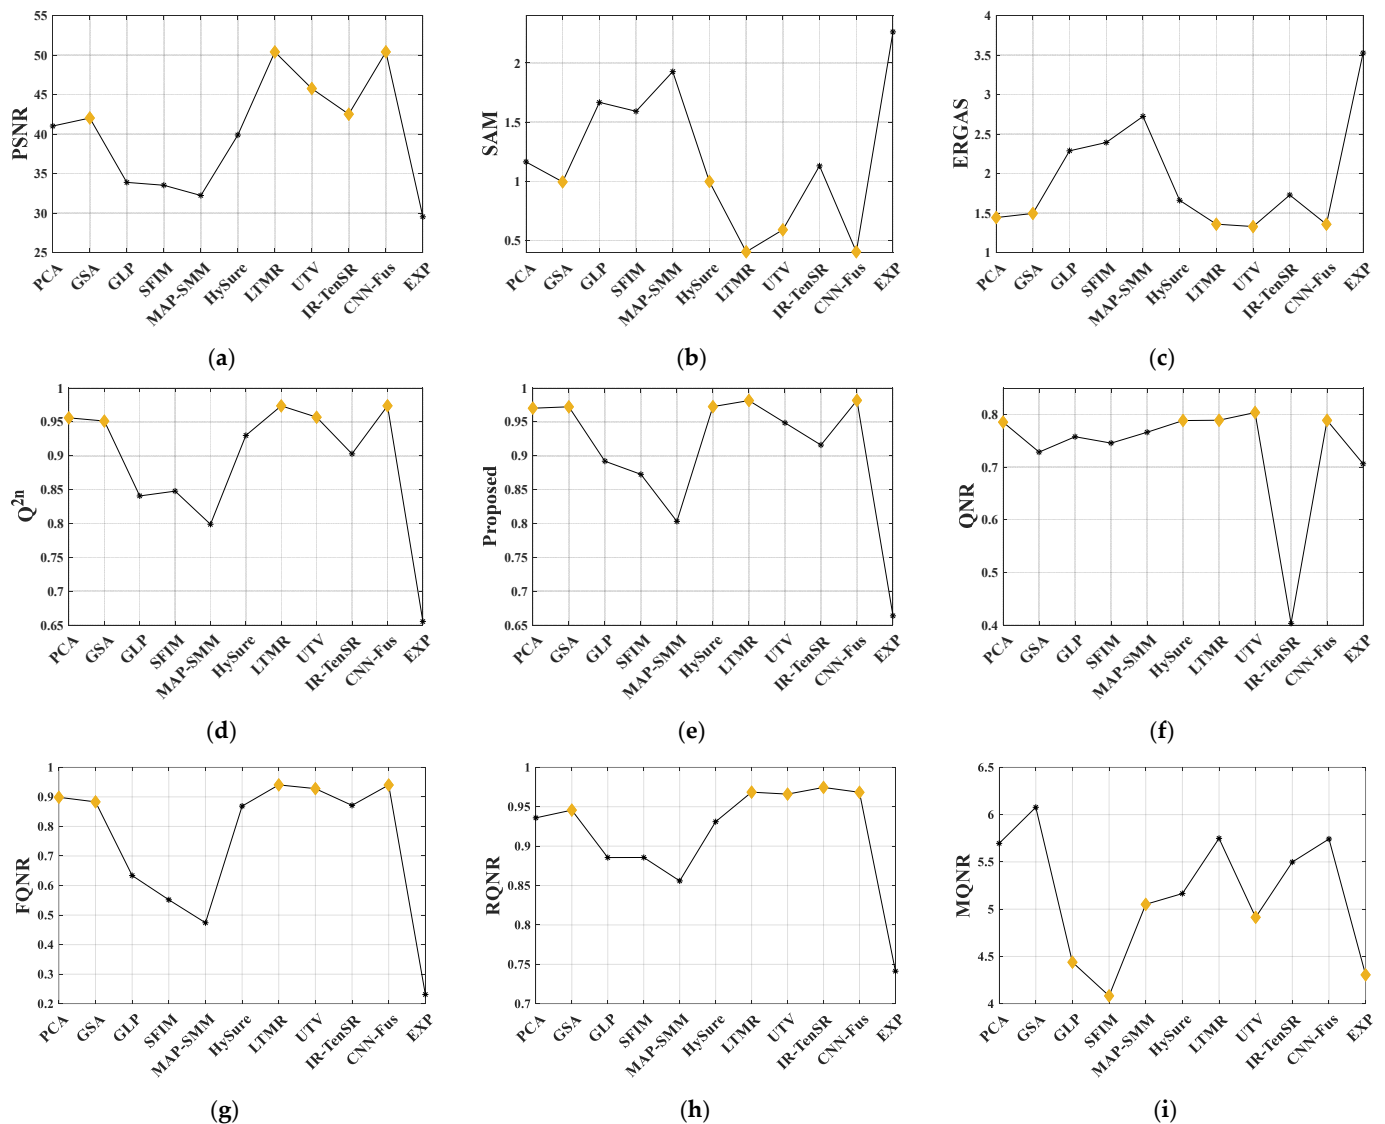 55
50
45
40
35
30
25
PSNR
PCA
GSA
GLP
SFIM
MAP-SMM
HySure
LTMR
UTV
IR-TenSR
CNN-Fus
EXP
(a)
2
1.5
1
0.5
SAM
PCA
GSA
GLP
SFIM
MAP-SMM
HySure
LTMR
UTV
IR-TenSR
CNN-Fus
EXP
(b)
4
3.5
3
2.5
2
1.5
1
ERGAS
PCA
GSA
GLP
SFIM
MAP-SMM
HySure
LTMR
UTV
IR-TenSR
CNN-Fus
EXP
(c)
1
0.95
0.9
0.85
0.8
0.75
0.7
0.65
Q2n
PCA
GSA
GLP
SFIM
MAP-SMM
HySure
LTMR
UTV
IR-TenSR
CNN-Fus
EXP
(d)
1
0.95
0.9
0.85
0.8
0.75
0.7
0.65
Proposed
PCA
GSA
GLP
SFIM
MAP-SMM
HySure
LTMR
UTV
IR-TenSR
CNN-Fus
EXP
(e)
0.8
0.7
0.6
0.5
0.4
QNR
PCA
GSA
GLP
SFIM
MAP-SMM
HySure
LTMR
UTV
IR-TenSR
CNN-Fus
EXP
(f)
1
0.9
0.8
0.7
0.6
0.5
0.4
0.3
0.2
FQNR
PCA
GSA
GLP
SFIM
MAP-SMM
HySure
LTMR
UTV
IR-TenSR
CNN-Fus
EXP
(g)
1
0.95
0.9
0.85
0.8
0.75
0.7
RQNR
PCA
GSA
GLP
SFIM
MAP-SMM
HySure
LTMR
UTV
IR-TenSR
CNN-Fus
EXP
(h)
6.5
6
5.5
5
4.5
4
MQNR
PCA
GSA
GLP
SFIM
MAP-SMM
HySure
LTMR
UTV
IR-TenSR
CNN-Fus
EXP
(i)